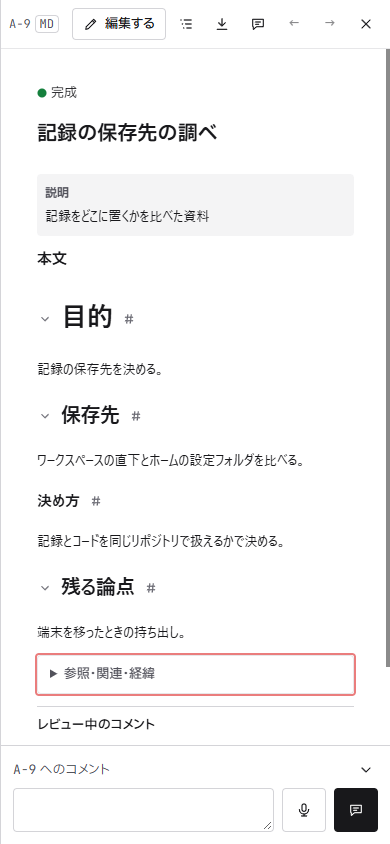 A-9 MD 編集する
完成
記録の保存先の調べ
説明
記録をどこに置くかを比べた資料
本文
目的 #
記録の保存先を決める。
保存先 #
ワークスペースの直下とホームの設定フォルダを比べる。
決め方 #
記録とコードを同じリポジトリで扱えるかで決める。
残る論点 #
端末を移ったときの持ち出し。
▶ 参照・関連・経緯
レビュー中のコメント
A-9 へのコメント